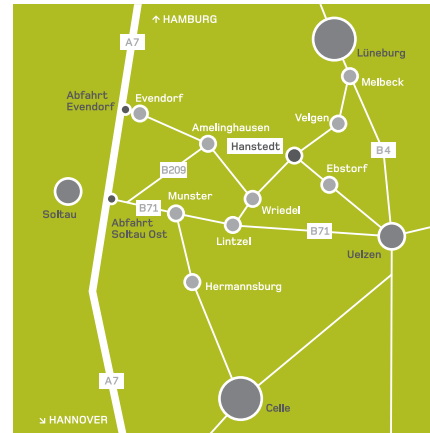 ↑ HAMBURG
A7
Lüneburg
Melbeck
Abfahrt
Evendorf
Evendorf
Velgen
Amelinghausen
Hanstedt
B4
B209
Ebstorf
Soltau
B71
Munster
Wriedel
Abfahrt
Soltau Ost
Lintzel
B71
Uelzen
Hermannsburg
A7
Celle
↘ HANNOVER